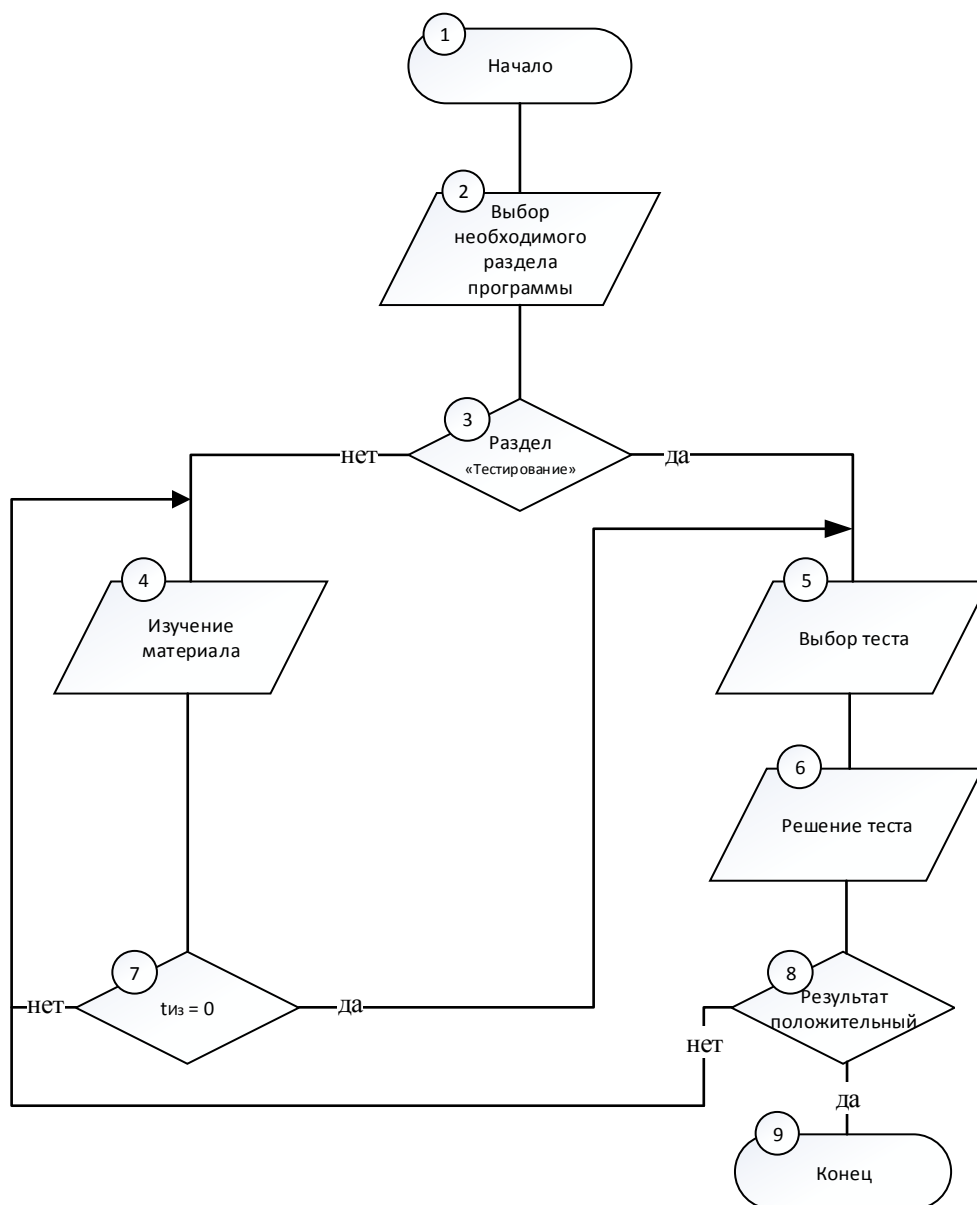 1
Начало
2
Выбор
необходимого
раздела
программы
3
Раздел
«Тестирование»
нет
да
4
Изучение
материала
5
Выбор теста
6
Решение теста
7
tиз = 0
нет
да
8
Результат
положительный
нет
да
9
Конец